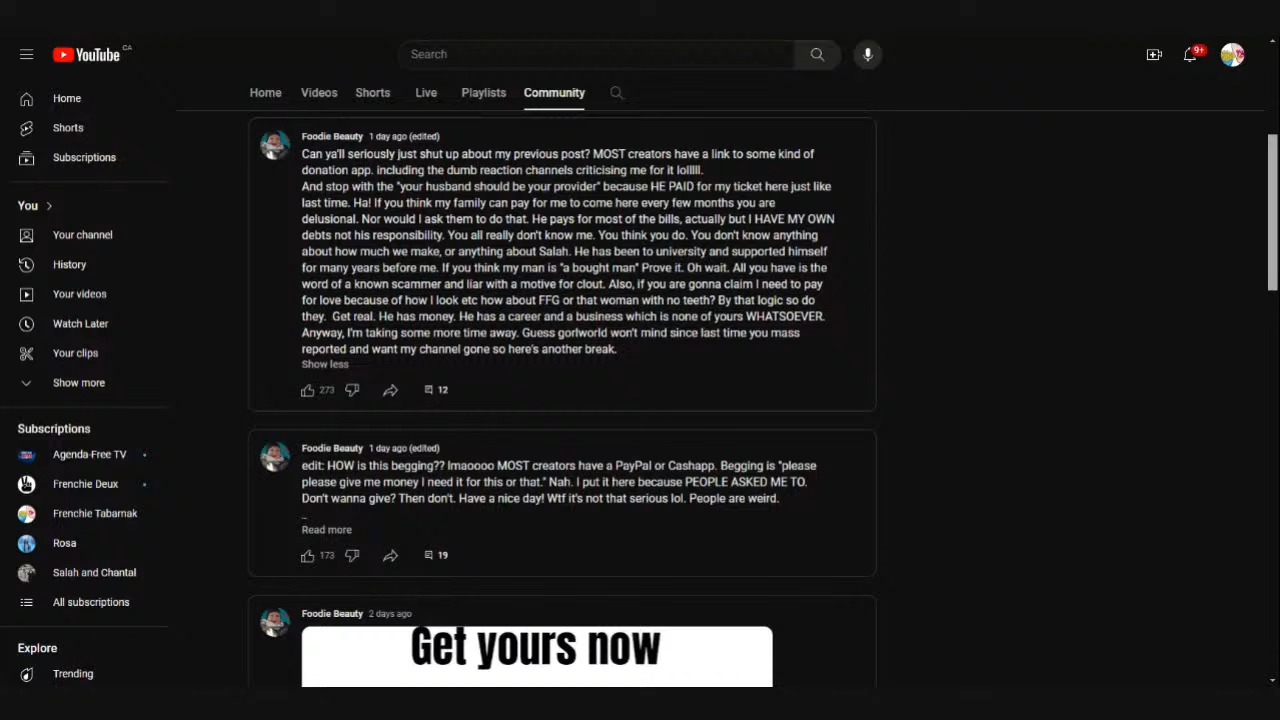 YouTube CA
Search
9+
Home Videos Shorts Live Playlists Community
Home
Shorts
Subscriptions
You
Your channel
History
Your videos
Watch Later
Your clips
Show more
Subscriptions
Agenda-Free TV
Frenchie Deux
Frenchie Tabarnak
Rosa
Salah and Chantal
All subscriptions
Explore
Trending
Foodie Beauty 1 day ago (edited)
Can ya'll seriously just shut up about my previous post? MOST creators have a link to some kind of
donation app. including the dumb reaction channels criticising me for it lolllll.
And stop with the "your husband should be your provider" because HE PAID for my ticket here just like
last time. Ha! If you think my family can pay for me to come here every few months you are
delusional. Nor would I ask them to do that. He pays for most of the bills, actually but I HAVE MY OWN
debts not his responsibility. You all really don't know me. You think you do. You don't know anything
about how much we make, or anything about Salah. He has been to university and supported himself
for many years before me. If you think my man is "a bought man" Prove it. Oh wait. All you have is the
word of a known scammer and liar with a motive for clout. Also, if you are gonna claim I need to pay
for love because of how I look etc how about FFG or that woman with no teeth? By that logic so do
they. Get real. He has money. He has a career and a business which is none of yours WHATSOEVER.
Anyway, I'm taking some more time away. Guess gorlworld won't mind since last time you mass
reported and want my channel gone so here's another break.
Show less
273 12
Foodie Beauty 1 day ago (edited)
edit: HOW is this begging?? lmaoooo MOST creators have a PayPal or Cashapp. Begging is "please
please give me money I need it for this or that." Nah. I put it here because PEOPLE ASKED ME TO.
Don't wanna give? Then don't. Have a nice day! Wtf it's not that serious lol. People are weird.
...
Read more
173 19
Foodie Beauty 2 days ago
Get yours now